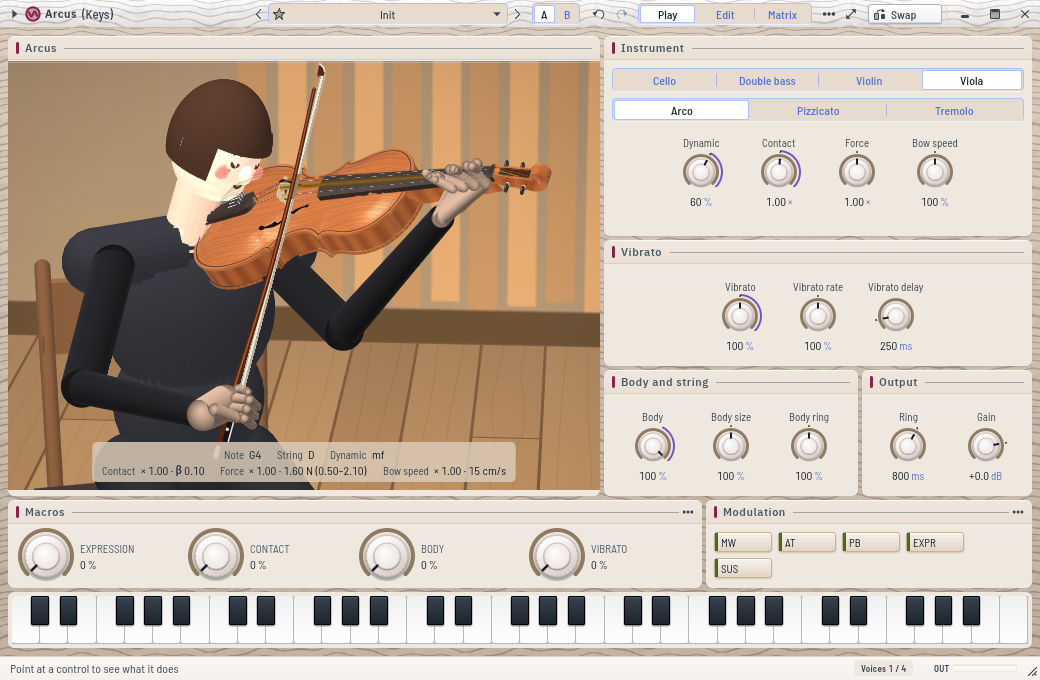 Arcus (Keys)
Init
A B
Play Edit Matrix
Swap
Arcus
Note G4 String D Dynamic mf
Contact × 1.00 · β 0.10 Force × 1.00 · 1.60 N (0.50–2.10) Bow speed × 1.00 · 15 cm/s
Instrument
Cello Double bass Violin Viola
Arco Pizzicato Tremolo
Dynamic Contact Force Bow speed
60 % 1.00 × 1.00 × 100 %
Vibrato
Vibrato Vibrato rate Vibrato delay
100 % 100 % 250 ms
Body and string
Body Body size Body ring
100 % 100 % 100 %
Output
Ring Gain
800 ms +0.0 dB
Macros
EXPRESSION
0 %
CONTACT
0 %
BODY
0 %
VIBRATO
0 %
Modulation
MW AT PB EXPR
SUS
Point at a control to see what it does
Voices 1 / 4 OUT